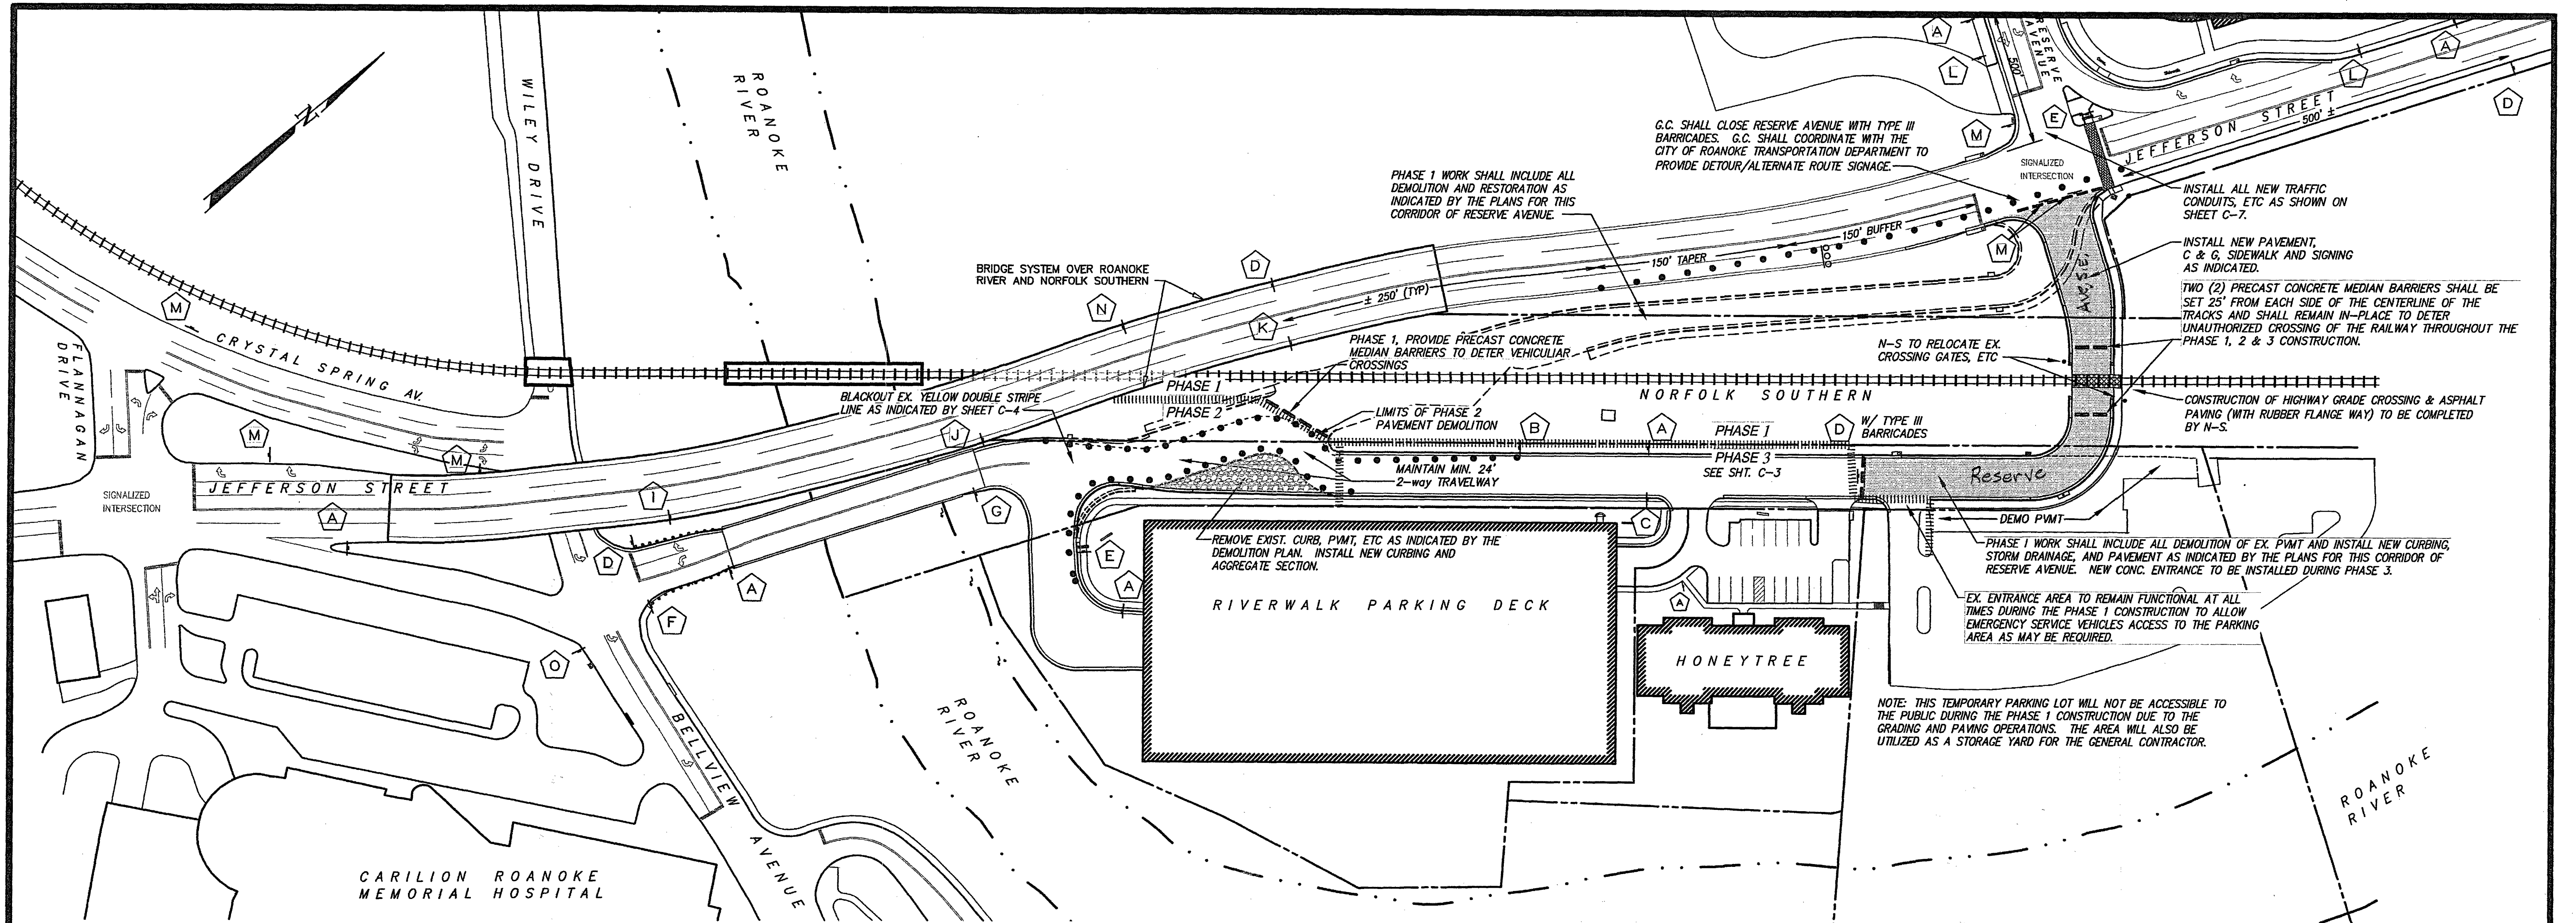 WILEY DRIVE
ROANOKE
RIVER
N
A
L
RESERVE
AVENUE
500'
RESERVE
AVENUE
L
A
D
E
M
JEFFERSON STREET
500' ±
SIGNALIZED
INTERSECTION
G.C. SHALL CLOSE RESERVE AVENUE WITH TYPE III
BARRICADES. G.C. SHALL COORDINATE WITH THE
CITY OF ROANOKE TRANSPORTATION DEPARTMENT TO
PROVIDE DETOUR/ALTERNATE ROUTE SIGNAGE.
PHASE 1 WORK SHALL INCLUDE ALL
DEMOLITION AND RESTORATION AS
INDICATED BY THE PLANS FOR THIS
CORRIDOR OF RESERVE AVENUE.
INSTALL ALL NEW TRAFFIC
CONDUITS, ETC AS SHOWN ON
SHEET C-7.
INSTALL NEW PAVEMENT,
C & G, SIDEWALK AND SIGNING
AS INDICATED.
TWO (2) PRECAST CONCRETE MEDIAN BARRIERS SHALL BE
SET 25' FROM EACH SIDE OF THE CENTERLINE OF THE
TRACKS AND SHALL REMAIN IN-PLACE TO DETER
UNAUTHORIZED CROSSING OF THE RAILWAY THROUGHOUT THE
PHASE 1, 2 & 3 CONSTRUCTION.
M
150' BUFFER
150' TAPER
Ave, S.E.
BRIDGE SYSTEM OVER ROANOKE
RIVER AND NORFOLK SOUTHERN
D
± 250' (TYP)
N
K
M
CRYSTAL SPRING AV.
FLANNAGAN
DRIVE
PHASE 1, PROVIDE PRECAST CONCRETE
MEDIAN BARRIERS TO DETER VEHICULIAR
CROSSINGS
N-S TO RELOCATE EX.
CROSSING GATES, ETC
PHASE 1
PHASE 2
NORFOLK SOUTHERN
BLACKOUT EX. YELLOW DOUBLE STRIPE
LINE AS INDICATED BY SHEET C-4
LIMITS OF PHASE 2
PAVEMENT DEMOLITION
CONSTRUCTION OF HIGHWAY GRADE CROSSING & ASPHALT
PAVING (WITH RUBBER FLANGE WAY) TO BE COMPLETED
BY N-S.
M
M
J
B
A
PHASE 1
D
W/ TYPE III
BARRICADES
PHASE 3
SEE SHT. C-3
MAINTAIN MIN. 24'
2-way TRAVELWAY
Reserve
SIGNALIZED
INTERSECTION
JEFFERSON STREET
A
I
G
C
DEMO PVMT
REMOVE EXIST. CURB, PVMT, ETC AS INDICATED BY THE
DEMOLITION PLAN. INSTALL NEW CURBING AND
AGGREGATE SECTION.
PHASE 1 WORK SHALL INCLUDE ALL DEMOLITION OF EX. PVMT AND INSTALL NEW CURBING,
STORM DRAINAGE, AND PAVEMENT AS INDICATED BY THE PLANS FOR THIS CORRIDOR OF
RESERVE AVENUE. NEW CONC. ENTRANCE TO BE INSTALLED DURING PHASE 3.
D
A
E
A
F
A
RIVERWALK PARKING DECK
EX. ENTRANCE AREA TO REMAIN FUNCTIONAL AT ALL
TIMES DURING THE PHASE 1 CONSTRUCTION TO ALLOW
EMERGENCY SERVICE VEHICLES ACCESS TO THE PARKING
AREA AS MAY BE REQUIRED.
O
HONEYTREE
BELLVIEW
AVENUE
ROANOKE
RIVER
NOTE: THIS TEMPORARY PARKING LOT WILL NOT BE ACCESSIBLE TO
THE PUBLIC DURING THE PHASE 1 CONSTRUCTION DUE TO THE
GRADING AND PAVING OPERATIONS. THE AREA WILL ALSO BE
UTILIZED AS A STORAGE YARD FOR THE GENERAL CONTRACTOR.
ROANOKE
RIVER
CARILION ROANOKE
MEMORIAL HOSPITAL